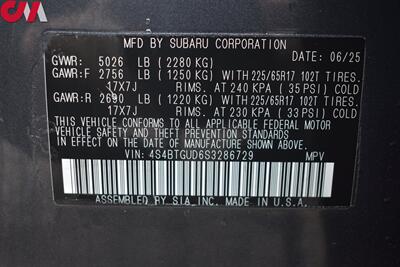 CMA
MFD BY SUBARU CORPORATION
GVWR: 5026 LB (2280 KG) DATE: 06/25
GAWR:F 2756 LB (1250 KG) WITH 225/65R17 102T TIRES.
17X7J RIMS. AT 240 KPA (35 PSI) COLD.
GAWR:R 2690 LB (1220 KG) WITH 225/65R17 102T TIRES.
17X7J RIMS. AT 230 KPA (33 PSI) COLD.
THIS VEHICLE CONFORMS TO ALL APPLICABLE
FEDERAL MOTOR VEHICLE SAFETY STANDARDS IN
EFFECT ON THE DATE OF MANUFACTURE SHOWN ABOVE.
VIN: 4S4BTGUD6S3286729 MPV
ASSEMBLED BY S.I.A., INC. MADE IN U.S.A.